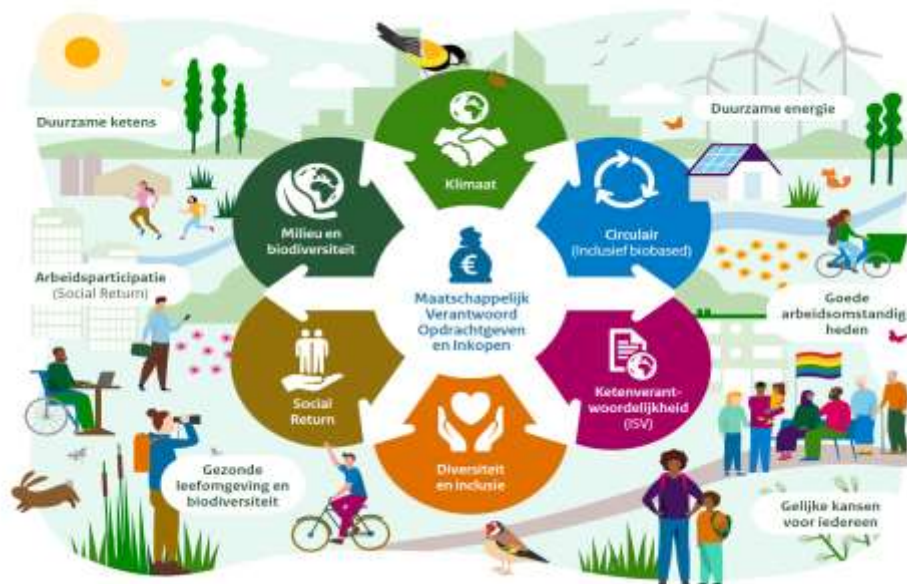 Duurzame ketens
Duurzame energie
Klimaat
Milieu en
biodiversiteit
Circulair
(Inclusief biobased)
€
Maatschappelijk
Verantwoord
Opdrachtgeven
en Inkopen
Arbeidsparticipatie
(Social Return)
Goede
arbeidsomstandig
heden
Social
Return
Ketenverant-
woordelijkheid
(ISV)
Diversiteit
en inclusie
Gezonde
leefomgeving en
biodiversiteit
Gelijke kansen
voor iedereen